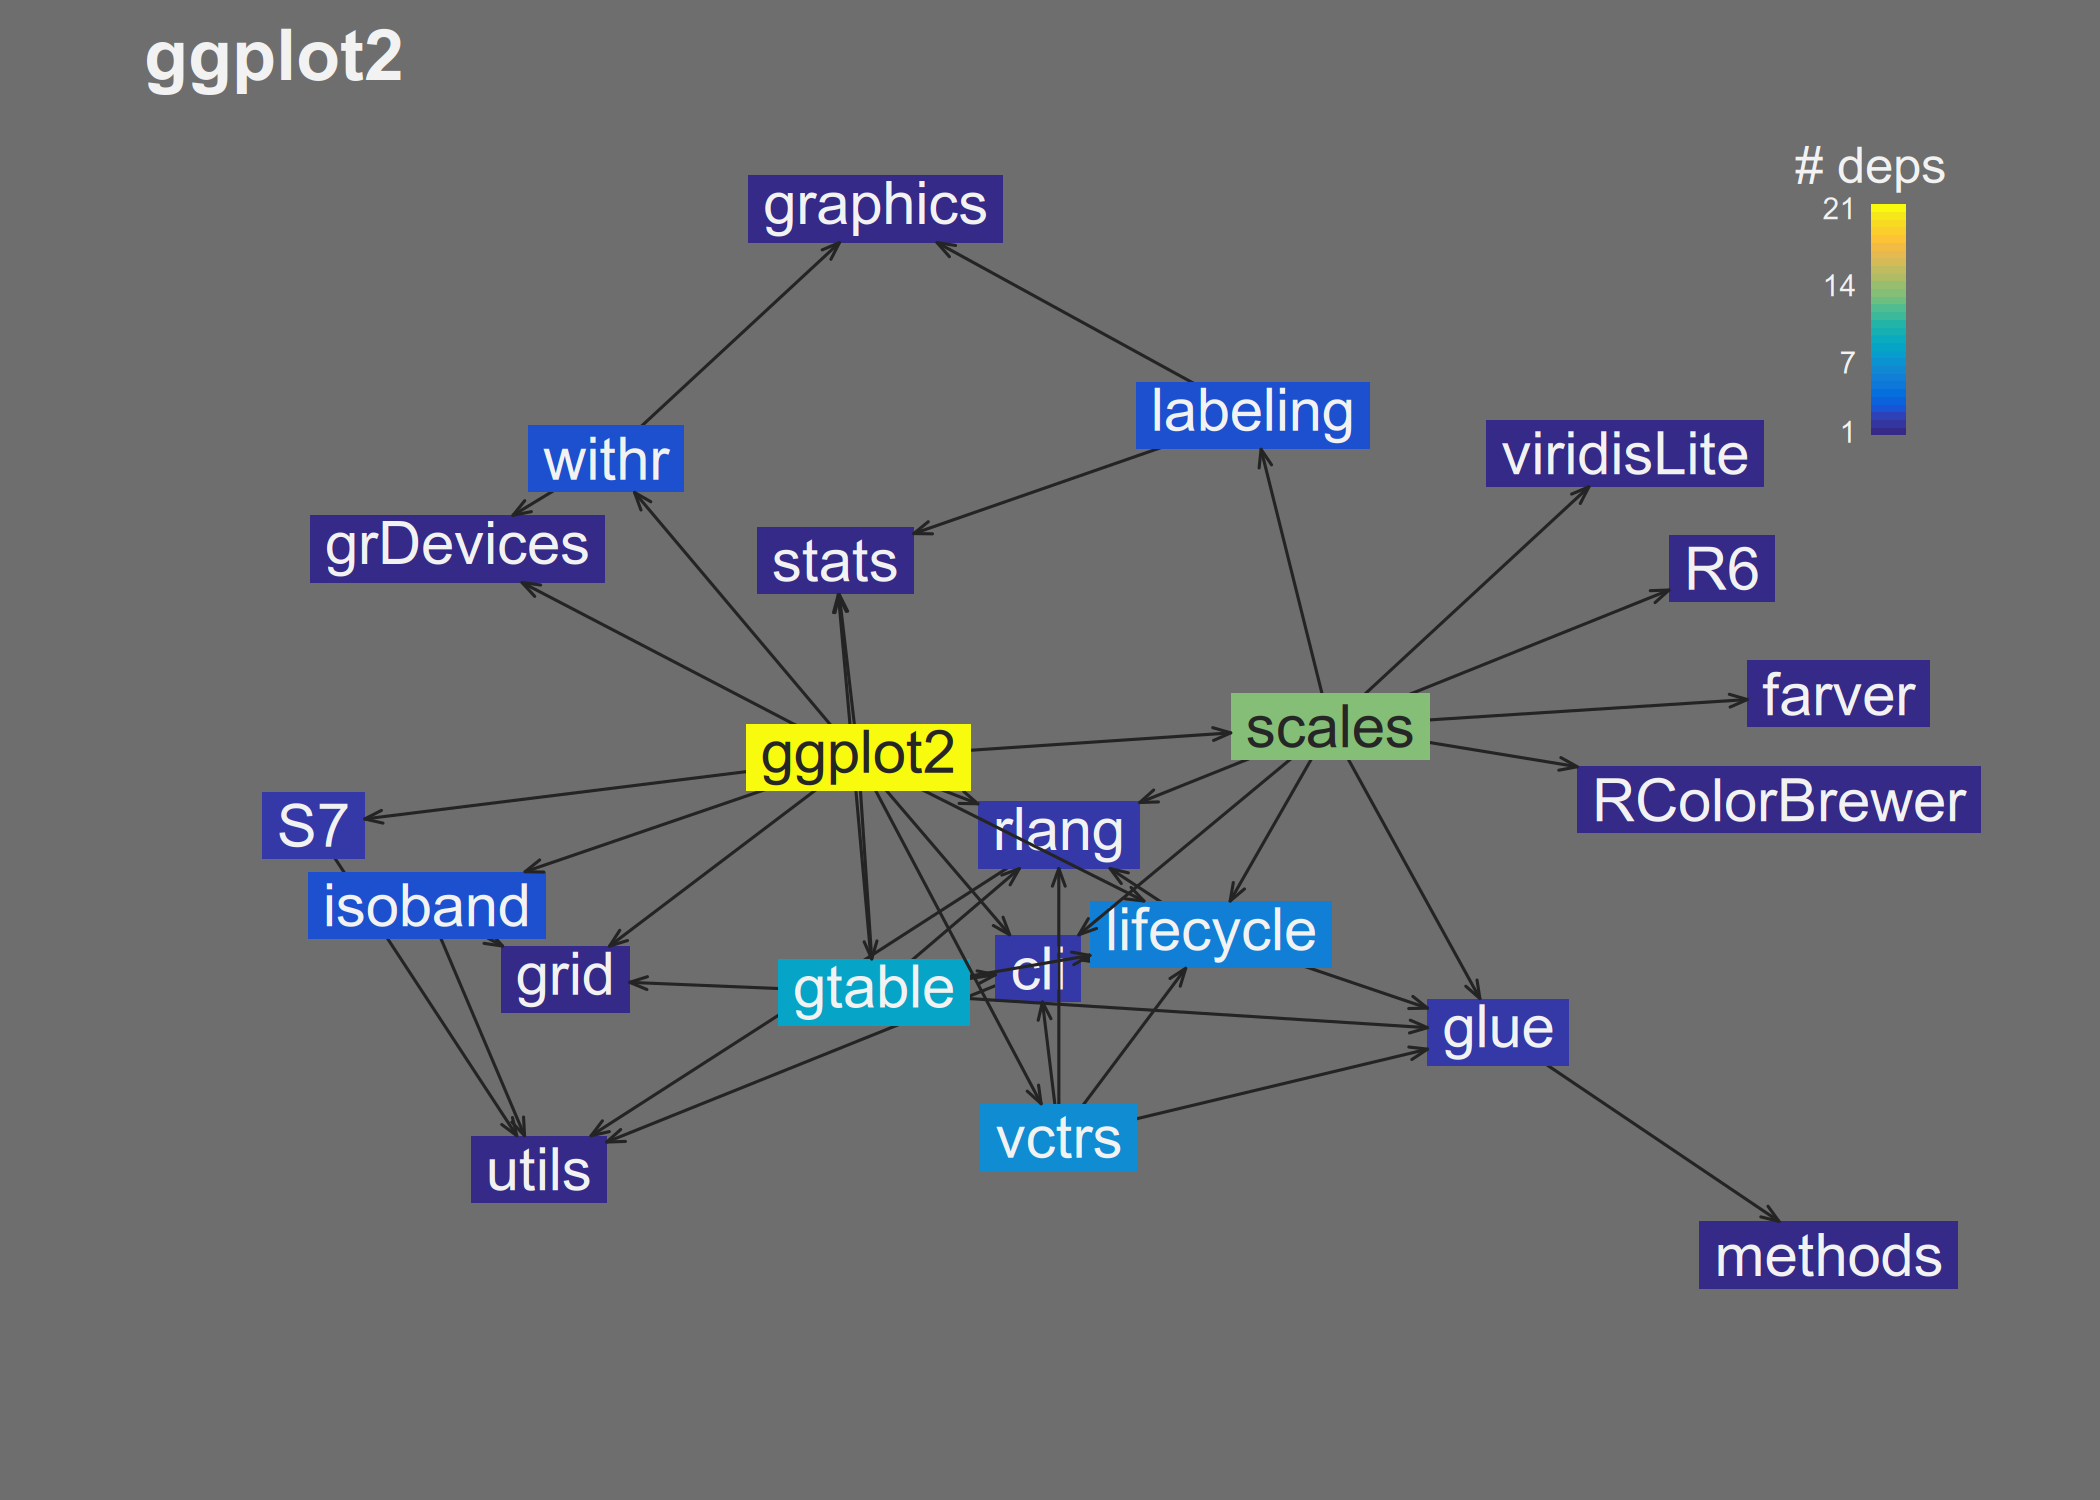 ggplot2
# deps
21
14
7
1
graphics
labeling
withr
viridisLite
grDevices
stats
R6
farver
scales
ggplot2
RColorBrewer
S7
rlang
isoband
lifecycle
grid
cli
gtable
glue
vctrs
utils
methods